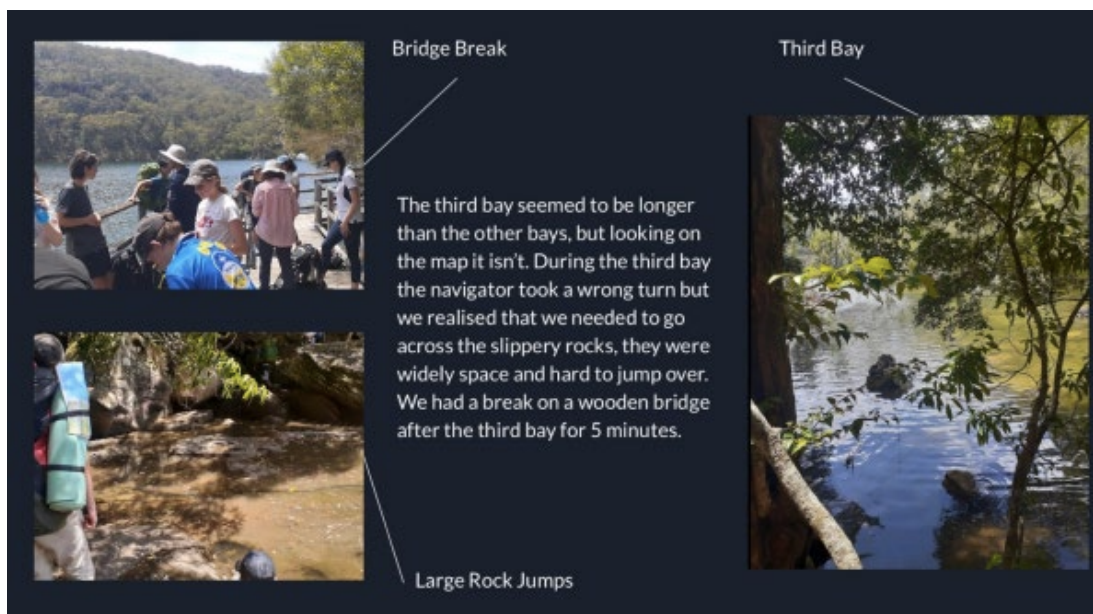 Bridge Break
Third Bay
The third bay seemed to be longer
than the other bays, but looking on
the map it isn't. During the third bay
the navigator took a wrong turn but
we realised that we needed to go
across the slippery rocks, they were
widely space and hard to jump over.
We had a break on a wooden bridge
after the third bay for 5 minutes.
Large Rock Jumps